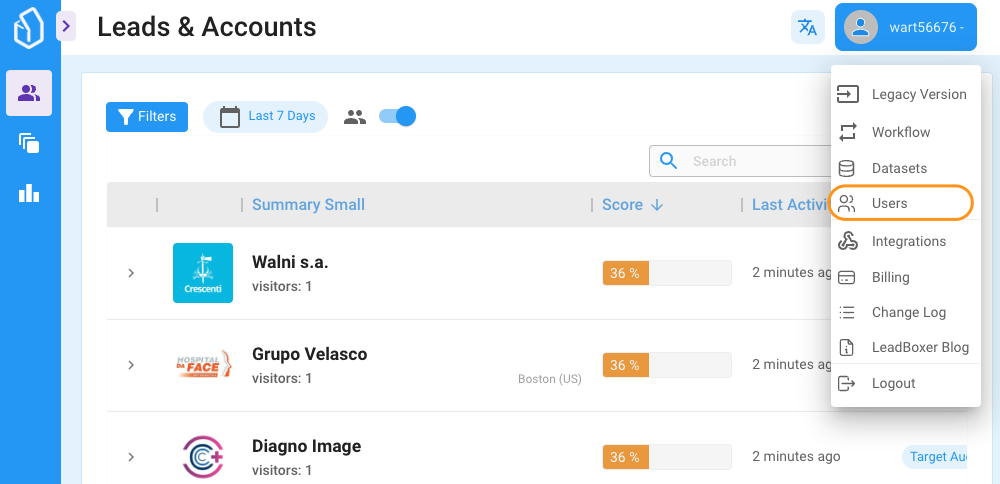 Leads & Accounts
wart56676 -
Legacy Version
Workflow
Datasets
Users
Integrations
Billing
Change Log
LeadBoxer Blog
Logout
Filters
Last 7 Days
Search
Summary Small
Score
Last Activi
Crescenti
Walni s.a.
visitors: 1
36 %
2 minutes ag
HOSPITAL
DA FACE
Grupo Velasco
visitors: 1
Boston (US)
36 %
2 minutes ag
Diagno Image
visitors: 1
36 %
2 minutes ago
Target Au